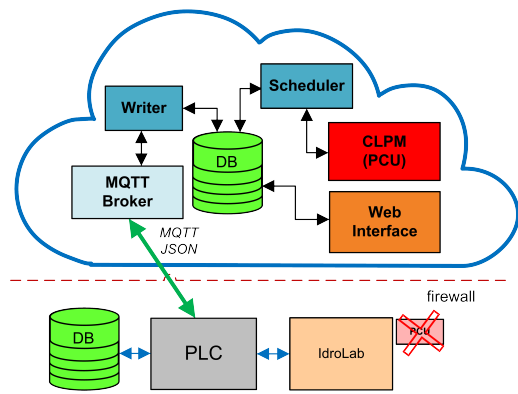 Scheduler
Writer
CLPM
(PCU)
DB
MQTT
Broker
Web
Interface
MQTT
JSON
firewall
DB
PLC
IdroLab
PCU